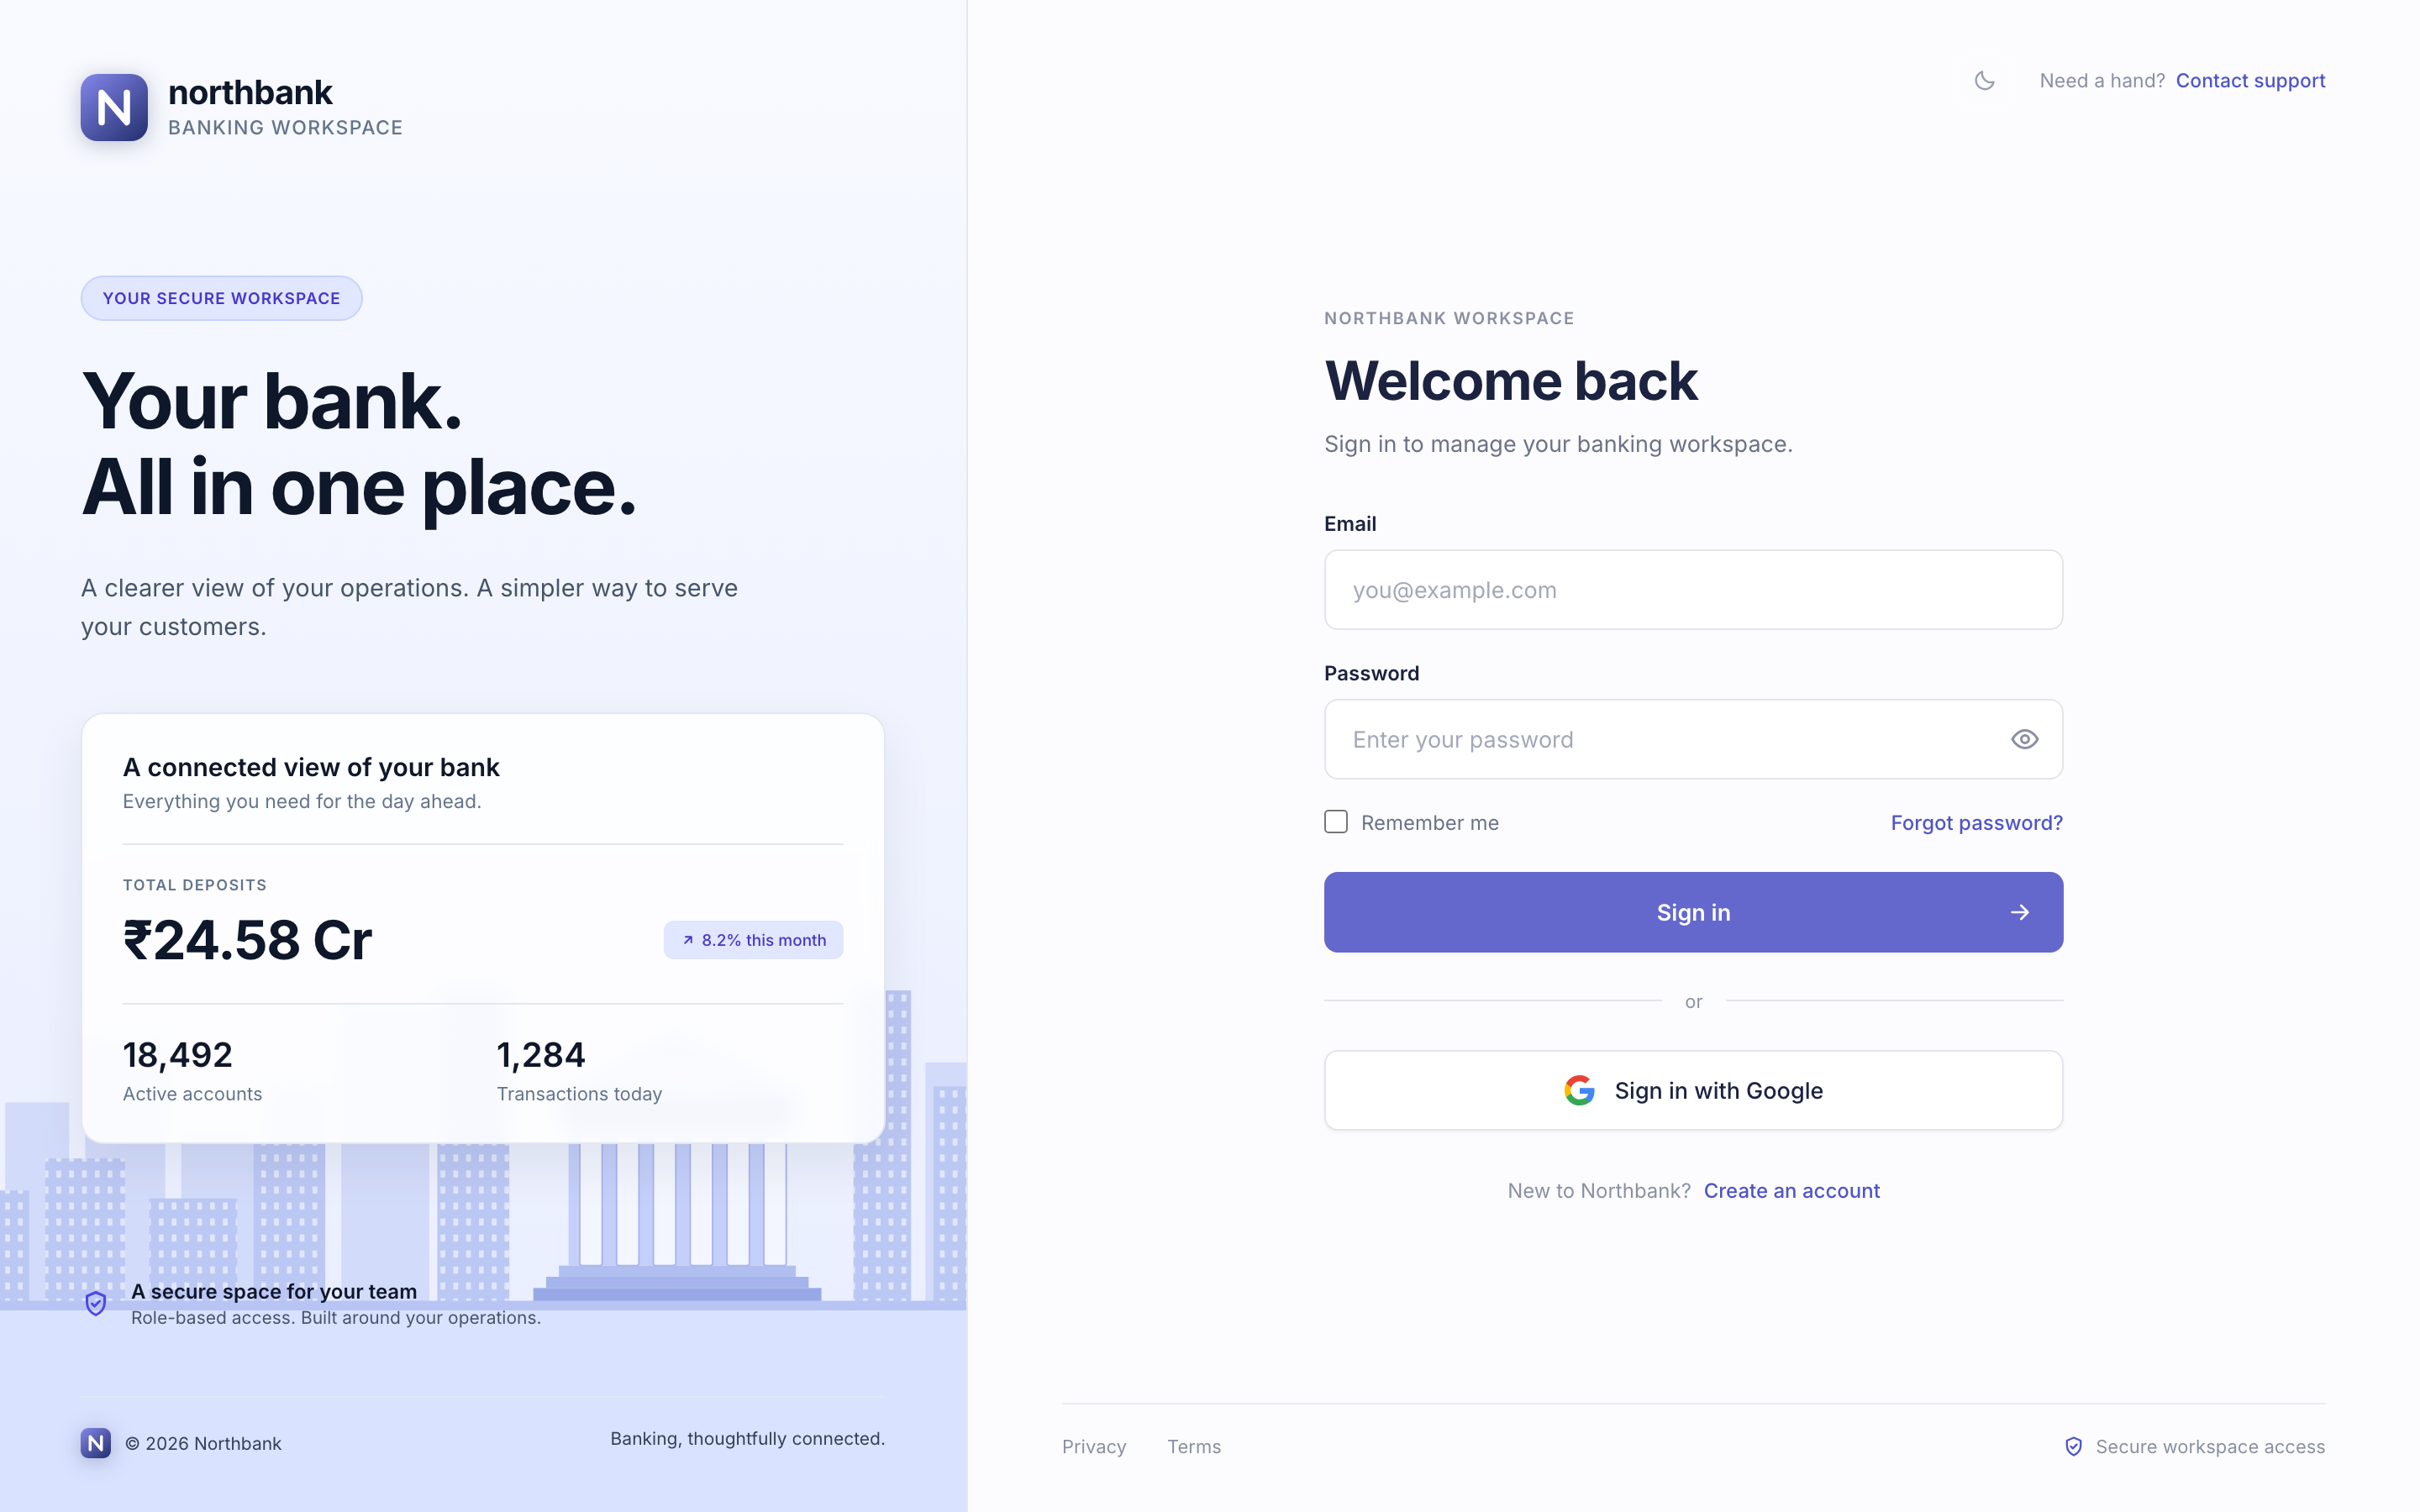 N
northbank
BANKING WORKSPACE
YOUR SECURE WORKSPACE
Your bank.
All in one place.
A clearer view of your operations. A simpler way to serve
your customers.
A connected view of your bank
Everything you need for the day ahead.
TOTAL DEPOSITS
₹24.58 Cr
8.2% this month
18,492
Active accounts
1,284
Transactions today
A secure space for your team
Role-based access. Built around your operations.
N
© 2026 Northbank
Banking, thoughtfully connected.
Need a hand? Contact support
NORTHBANK WORKSPACE
Welcome back
Sign in to manage your banking workspace.
Email
you@example.com
Password
Enter your password
Remember me
Forgot password?
Sign in
or
Sign in with Google
New to Northbank? Create an account
Privacy
Terms
Secure workspace access